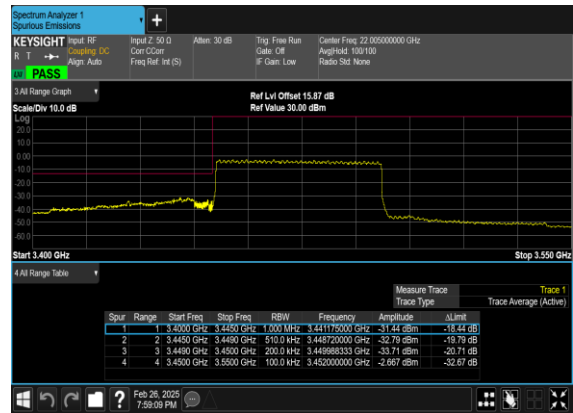 Spectrum Analyzer 1
Spurious Emissions
KEYSIGHT Input: RF Input Z: 50 Ω Atten: 30 dB Trig: Free Run Center Freq: 22.005000000 GHz
R T Coupling: DC Corr CCorr Gate: Off Avg|Hold: 100/100
Align: Auto Freq Ref: Int (S) IF Gain: Low Radio Std: None
LXI PASS
3 All Range Graph
Ref Lvl Offset 15.87 dB
Scale/Div 10.0 dB Ref Value 30.00 dBm
Log
20.0
10.0
0.00
-10.0
-20.0
-30.0
-40.0
-50.0
-60.0
Start 3.400 GHz Stop 3.550 GHz
4 All Range Table
Measure Trace Trace 1
Trace Type Trace Average (Active)
Spur Range Start Freq Stop Freq RBW Frequency Amplitude ΔLimit
1 1 3.4000 GHz 3.4450 GHz 1.000 MHz 3.441175000 GHz -31.44 dBm -18.44 dB
2 2 3.4450 GHz 3.4490 GHz 510.0 kHz 3.448720000 GHz -32.79 dBm -19.79 dB
3 3 3.4490 GHz 3.4500 GHz 200.0 kHz 3.449988333 GHz -33.71 dBm -20.71 dB
4 4 3.4500 GHz 3.5500 GHz 100.0 kHz 3.452000000 GHz -2.667 dBm -32.67 dB
? Feb 26, 2025
7:59:09 PM